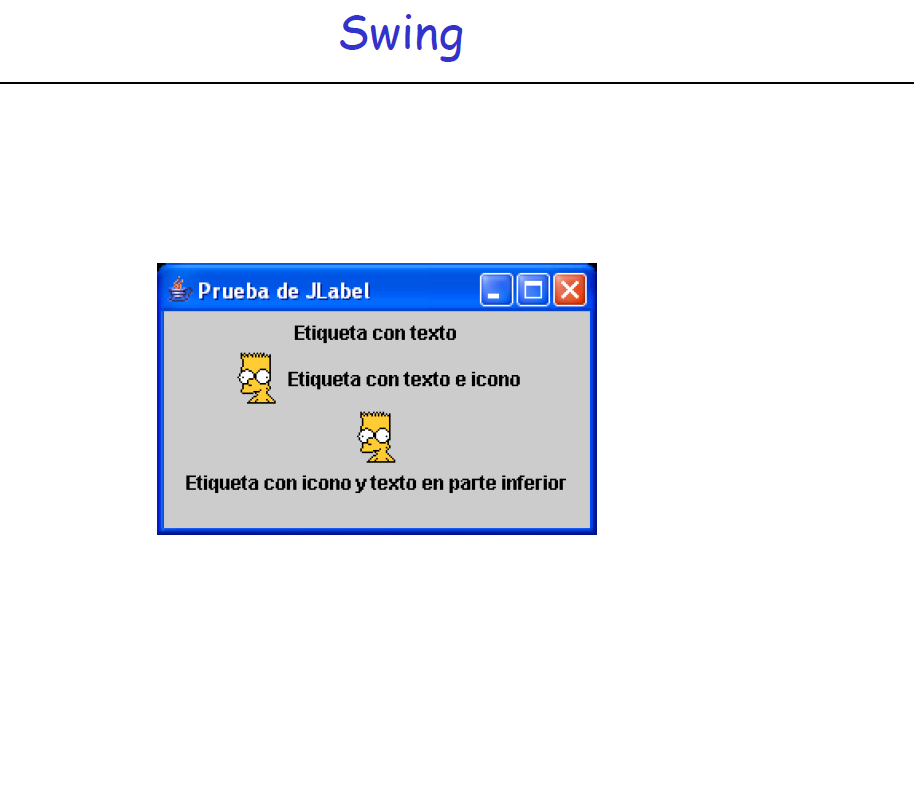 Swing
Prueba de JLabel
Etiqueta con texto
Etiqueta con texto e icono
Etiqueta con icono y texto en parte inferior